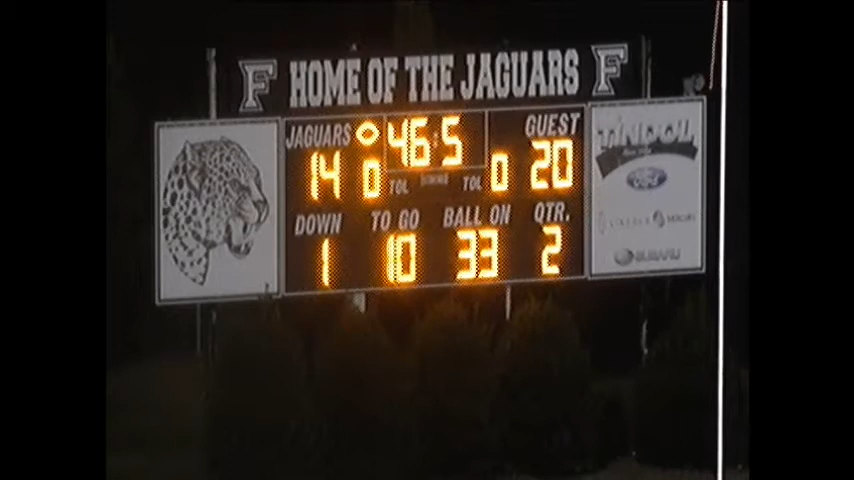 F HOME OF THE JAGUARS F
JAGUARS 46:5 GUEST
14 0 TOL TOL 0 20
DOWN TO GO BALL ON QTR.
1 10 33 2
TINDOL
Ford
SUBARU